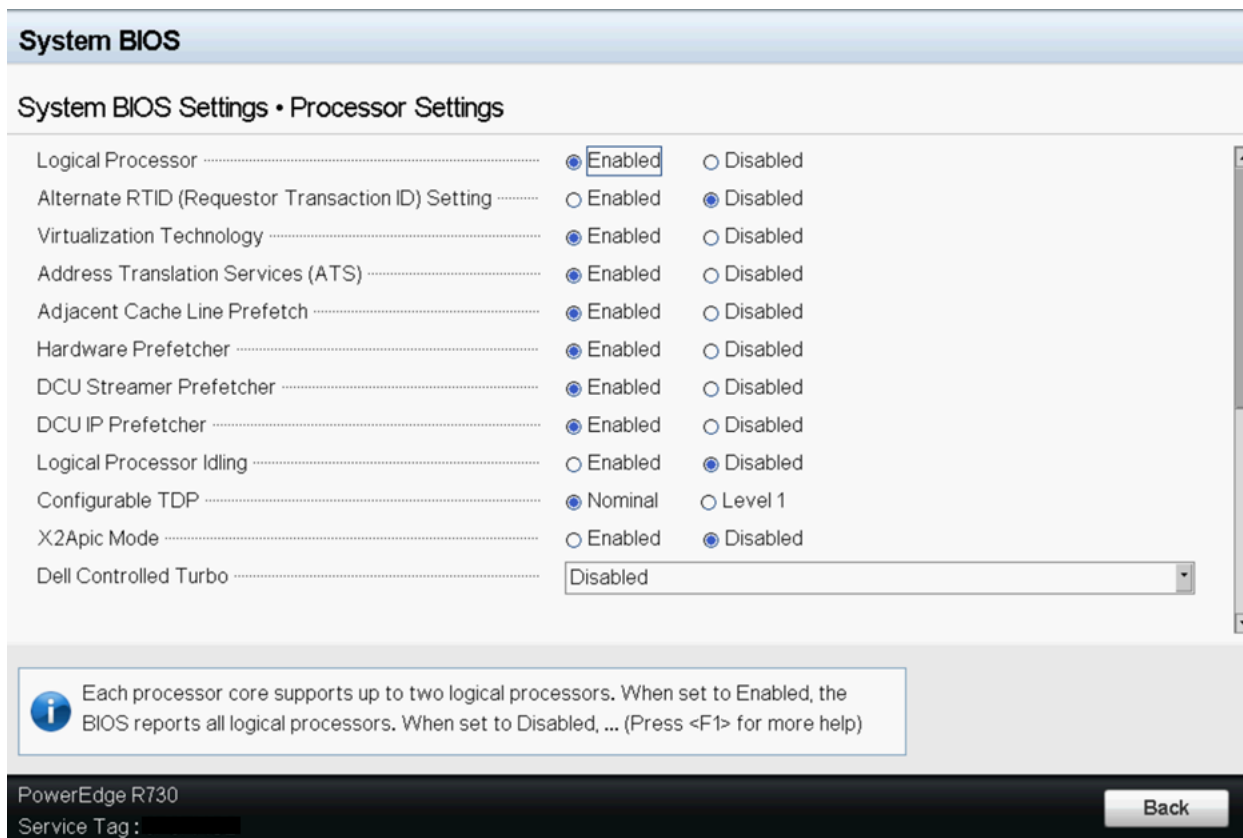 System BIOS
System BIOS Settings • Processor Settings
Logical Processor Enabled Disabled
Alternate RTID (Requestor Transaction ID) Setting Enabled Disabled
Virtualization Technology Enabled Disabled
Address Translation Services (ATS) Enabled Disabled
Adjacent Cache Line Prefetch Enabled Disabled
Hardware Prefetcher Enabled Disabled
DCU Streamer Prefetcher Enabled Disabled
DCU IP Prefetcher Enabled Disabled
Logical Processor Idling Enabled Disabled
Configurable TDP Nominal Level 1
X2Apic Mode Enabled Disabled
Dell Controlled Turbo Disabled
Each processor core supports up to two logical processors. When set to Enabled, the
BIOS reports all logical processors. When set to Disabled, ... (Press <F1> for more help)
PowerEdge R730
Service Tag :
Back